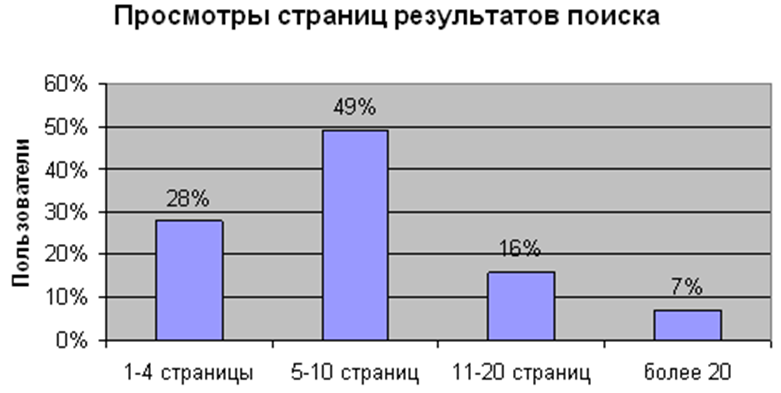 Просмотры страниц результатов поиска
Пользователи
60%
50%
40%
30%
20%
10%
0%
28%
49%
16%
7%
1-4 страницы
5-10 страниц
11-20 страниц
более 20